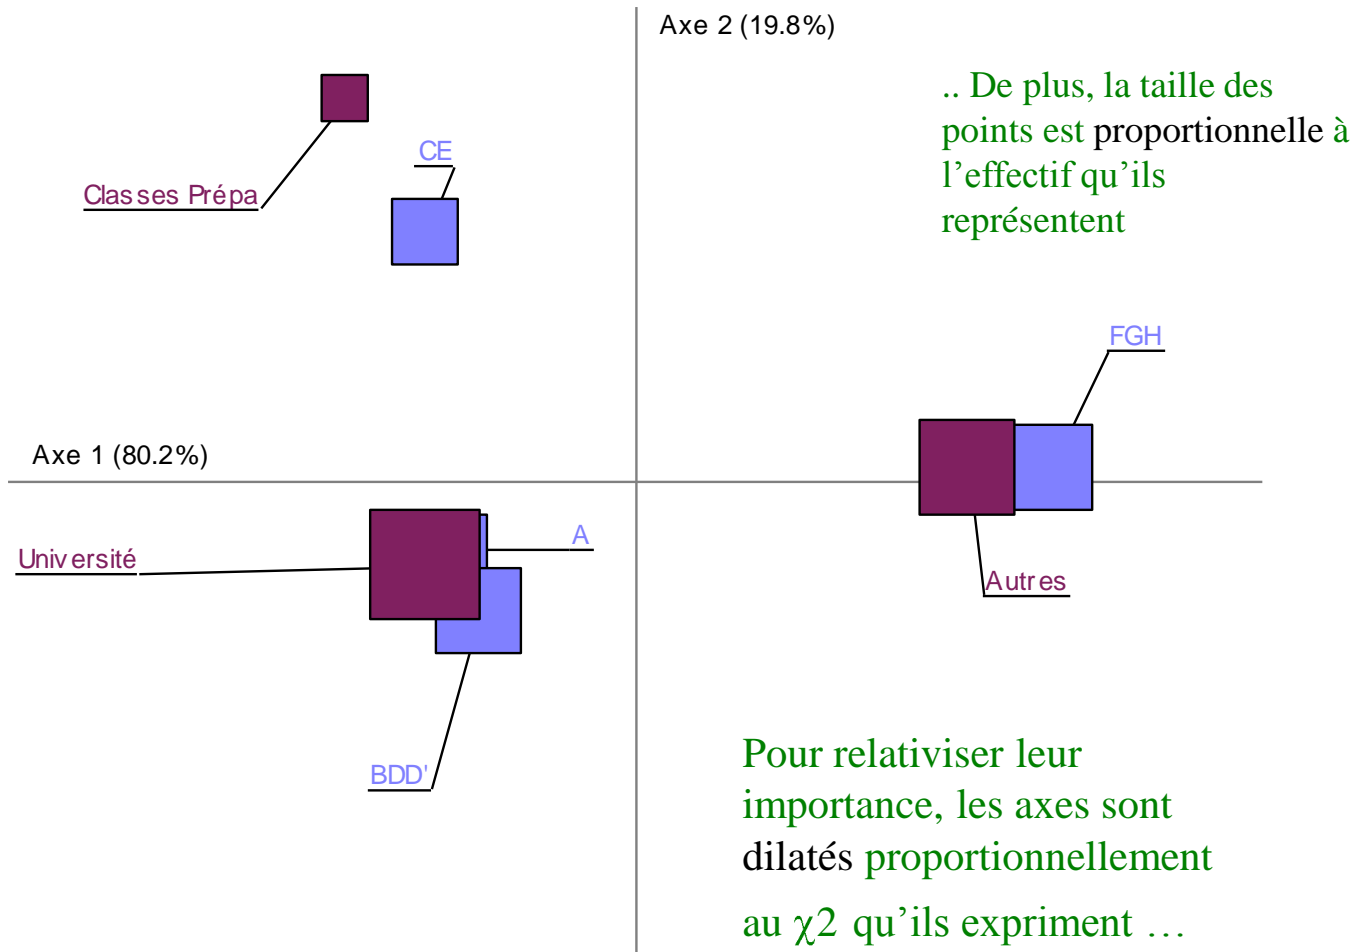 Axe 2 (19.8%)
.. De plus, la taille des
points est proportionnelle à
l’effectif qu’ils
représentent
CE
Classes Prépa
FGH
Axe 1 (80.2%)
A
Université
Autres
BDD'
Pour relativiser leur
importance, les axes sont
dilatés proportionnellement
au χ2 qu’ils expriment …